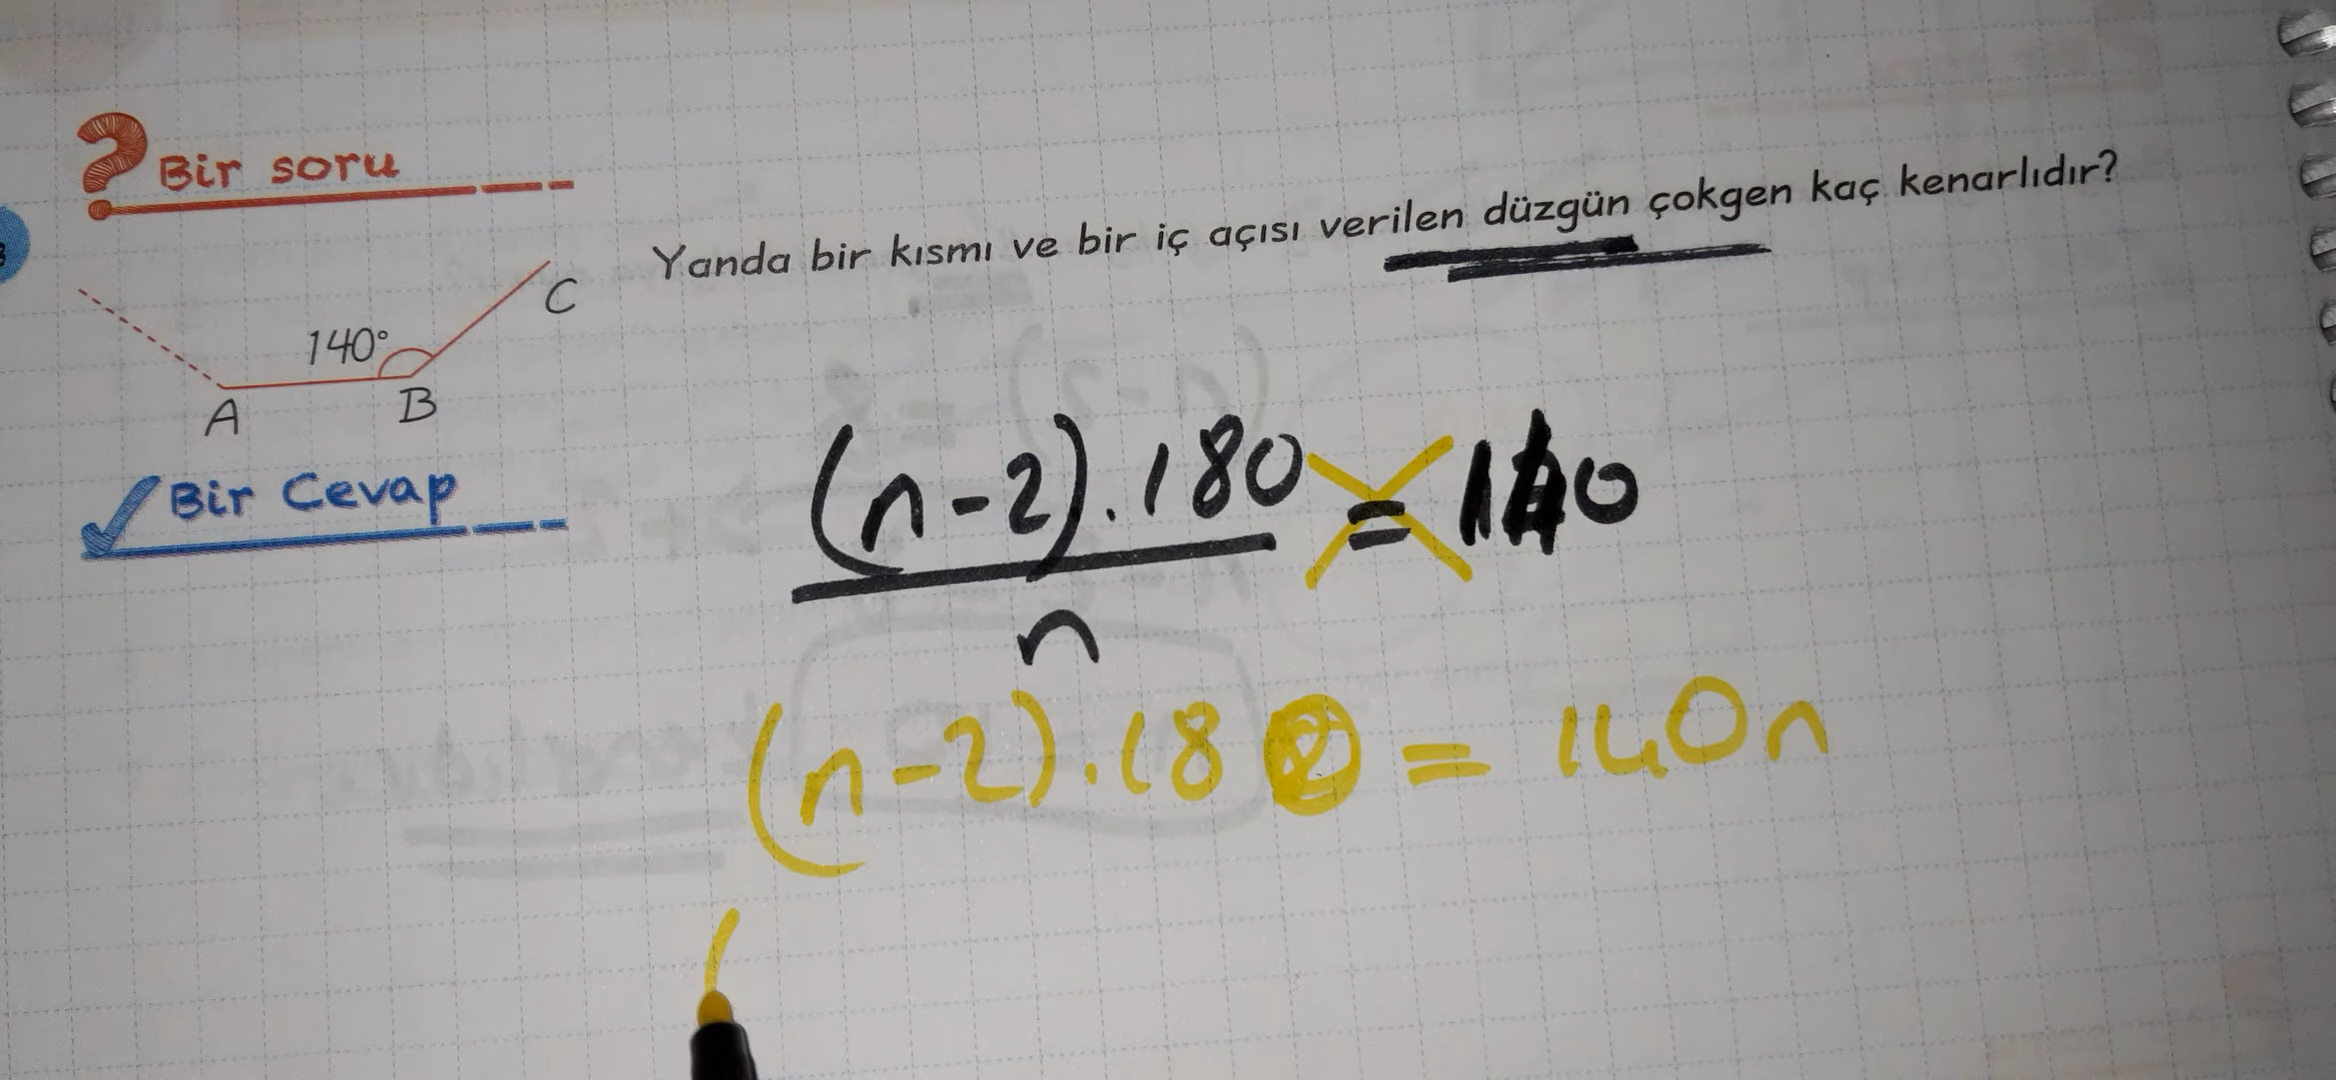 Bir soru
Yanda bir kısmı ve bir iç açısı verilen düzgün çokgen kaç kenarlıdır?
C
140°
A
B
Bir Cevap
(n-2).180 = 140
n
(n-2).180 = 140n
(